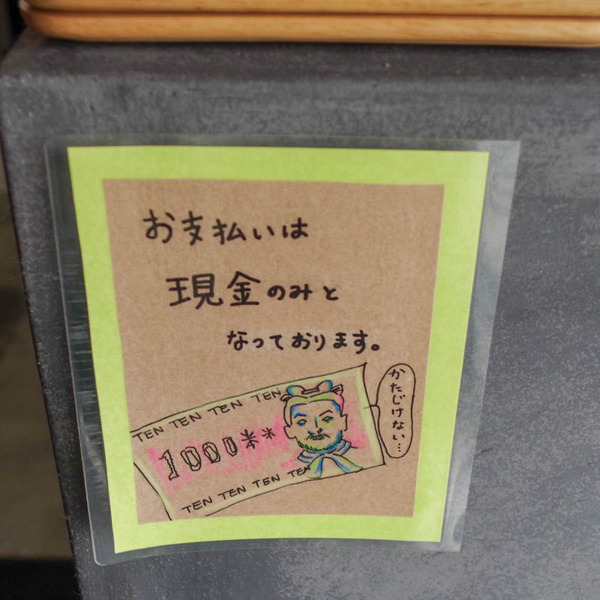 お支払いは
現金のみと
なっております。
かたじけない…
TEN TEN TEN TEN
1000**
TEN TEN TEN TEN